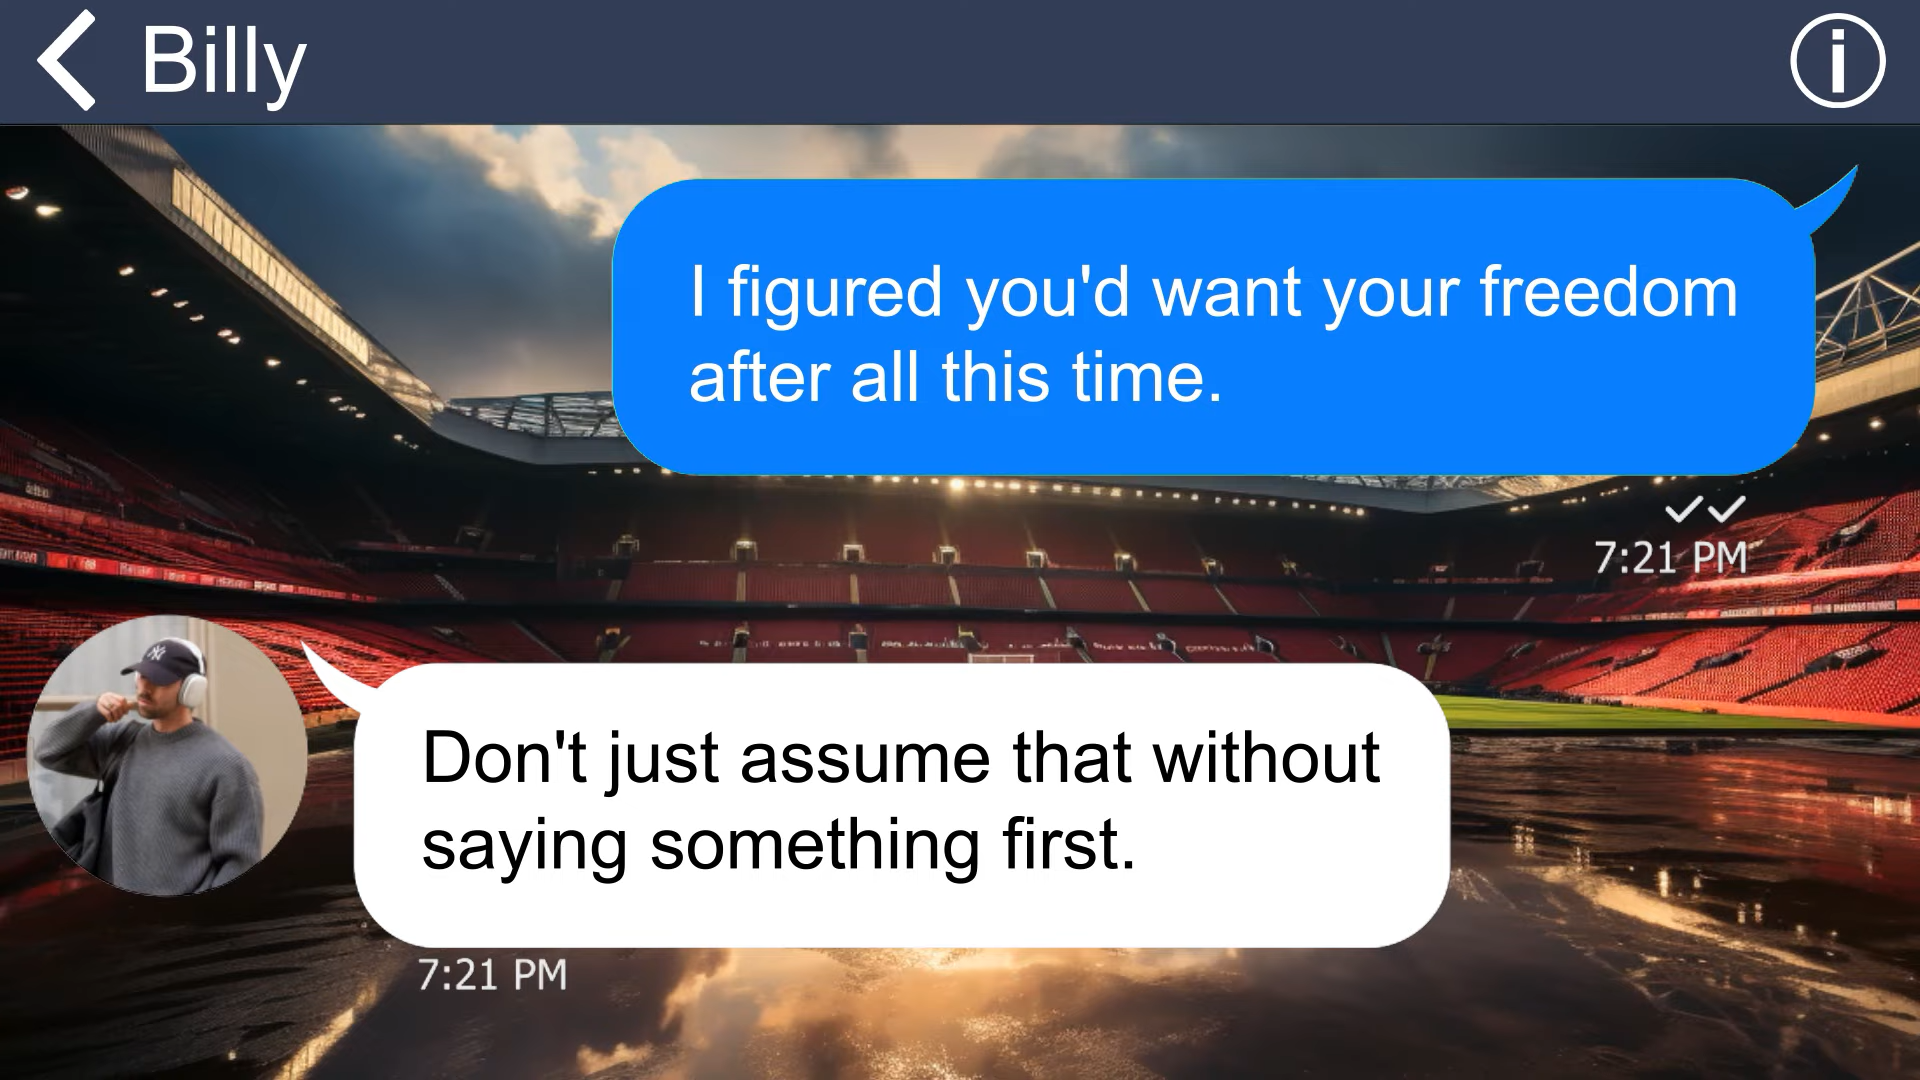 Billy
I figured you'd want your freedom
after all this time.
7:21 PM
NY
Don't just assume that without
saying something first.
7:21 PM